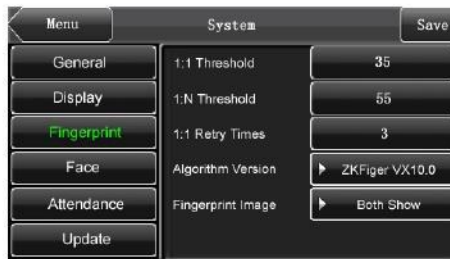 Menu System Save
General 1:1 Threshold 35
Display 1:N Threshold 55
Fingerprint 1:1 Retry Times 3
Face Algorithm Version ZKFiger VX10.0
Attendance Fingerprint Image Both Show
Update